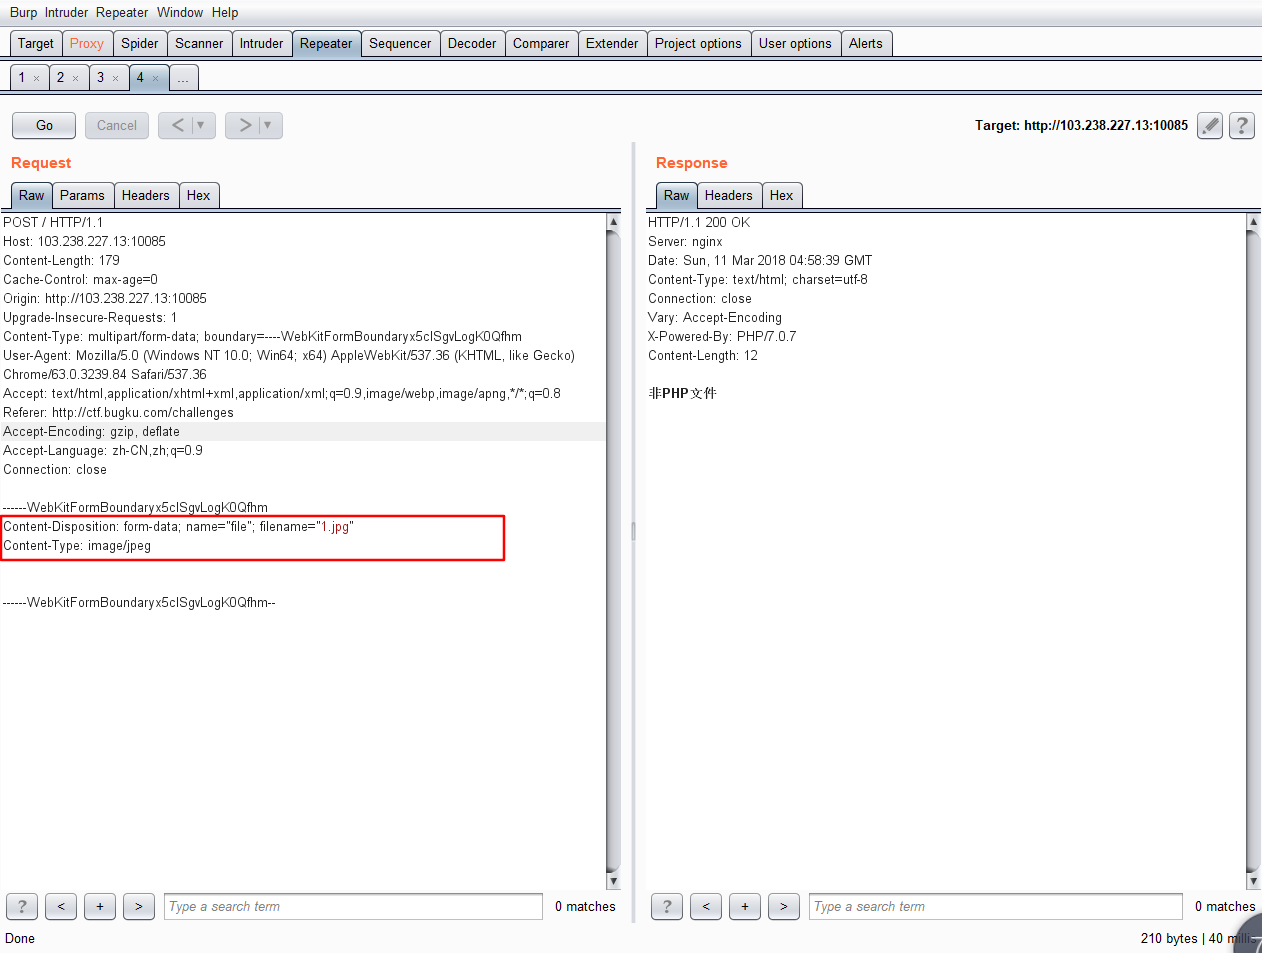 Burp Intruder Repeater Window Help
Target Proxy Spider Scanner Intruder Repeater Sequencer Decoder Comparer Extender Project options User options Alerts
1 × 2 × 3 × 4 × ...
Go Cancel < ▼ > ▼ Target: http://103.238.227.13:10085 ?
Request
Raw Params Headers Hex
POST / HTTP/1.1
Host: 103.238.227.13:10085
Content-Length: 179
Cache-Control: max-age=0
Origin: http://103.238.227.13:10085
Upgrade-Insecure-Requests: 1
Content-Type: multipart/form-data; boundary=----WebKitFormBoundaryx5clSgvLogK0Qfhm
User-Agent: Mozilla/5.0 (Windows NT 10.0; Win64; x64) AppleWebKit/537.36 (KHTML, like Gecko)
Chrome/63.0.3239.84 Safari/537.36
Accept: text/html,application/xhtml+xml,application/xml;q=0.9,image/webp,image/apng,*/*;q=0.8
Referer: http://ctf.bugku.com/challenges
Accept-Encoding: gzip, deflate
Accept-Language: zh-CN,zh;q=0.9
Connection: close
------WebKitFormBoundaryx5clSgvLogK0Qfhm
Content-Disposition: form-data; name="file"; filename="1.jpg"
Content-Type: image/jpeg
------WebKitFormBoundaryx5clSgvLogK0Qfhm--
? < + > Type a search term 0 matches
Response
Raw Headers Hex
HTTP/1.1 200 OK
Server: nginx
Date: Sun, 11 Mar 2018 04:58:39 GMT
Content-Type: text/html; charset=utf-8
Connection: close
Vary: Accept-Encoding
X-Powered-By: PHP/7.0.7
Content-Length: 12
非PHP文件
? < + > Type a search term 0 matches
Done 210 bytes | 40